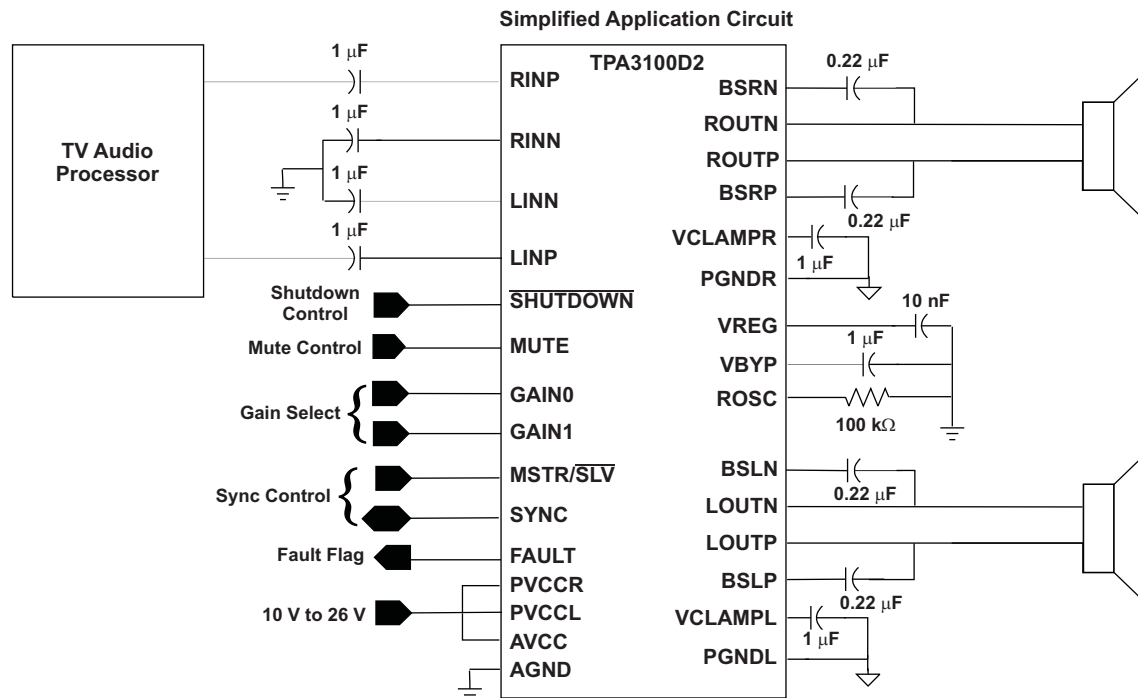 Simplified Application Circuit
TV Audio
Processor
1 μF
1 μF
1 μF
1 μF
Shutdown
Control
Mute Control
Gain Select
Sync Control
Fault Flag
10 V to 26 V
TPA3100D2
RINP
RINN
LINN
LINP
SHUTDOWN
MUTE
GAIN0
GAIN1
MSTR/SLV
SYNC
FAULT
PVCCR
PVCCL
AVCC
AGND
BSRN
ROUTN
ROUTP
BSRP
VCLAMPR
PGNDR
VREG
VBYP
ROSC
BSLN
LOUTN
LOUTP
BSLP
VCLAMPL
PGNDL
0.22 μF
0.22 μF
1 μF
10 nF
1 μF
100 kΩ
0.22 μF
0.22 μF
1 μF